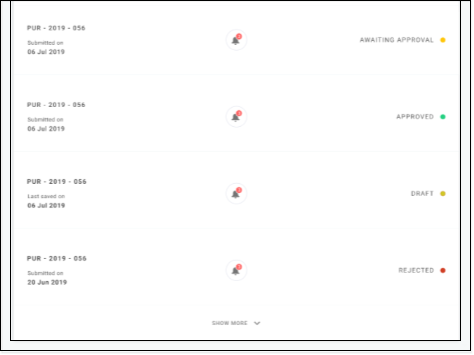 PUR - 2019 - 056
Submitted on
06 Jul 2019
AWAITING APPROVAL
PUR - 2019 - 056
Submitted on
06 Jul 2019
APPROVED
PUR - 2019 - 056
Last saved on
06 Jul 2019
DRAFT
PUR - 2019 - 056
Submitted on
20 Jun 2019
REJECTED
SHOW MORE